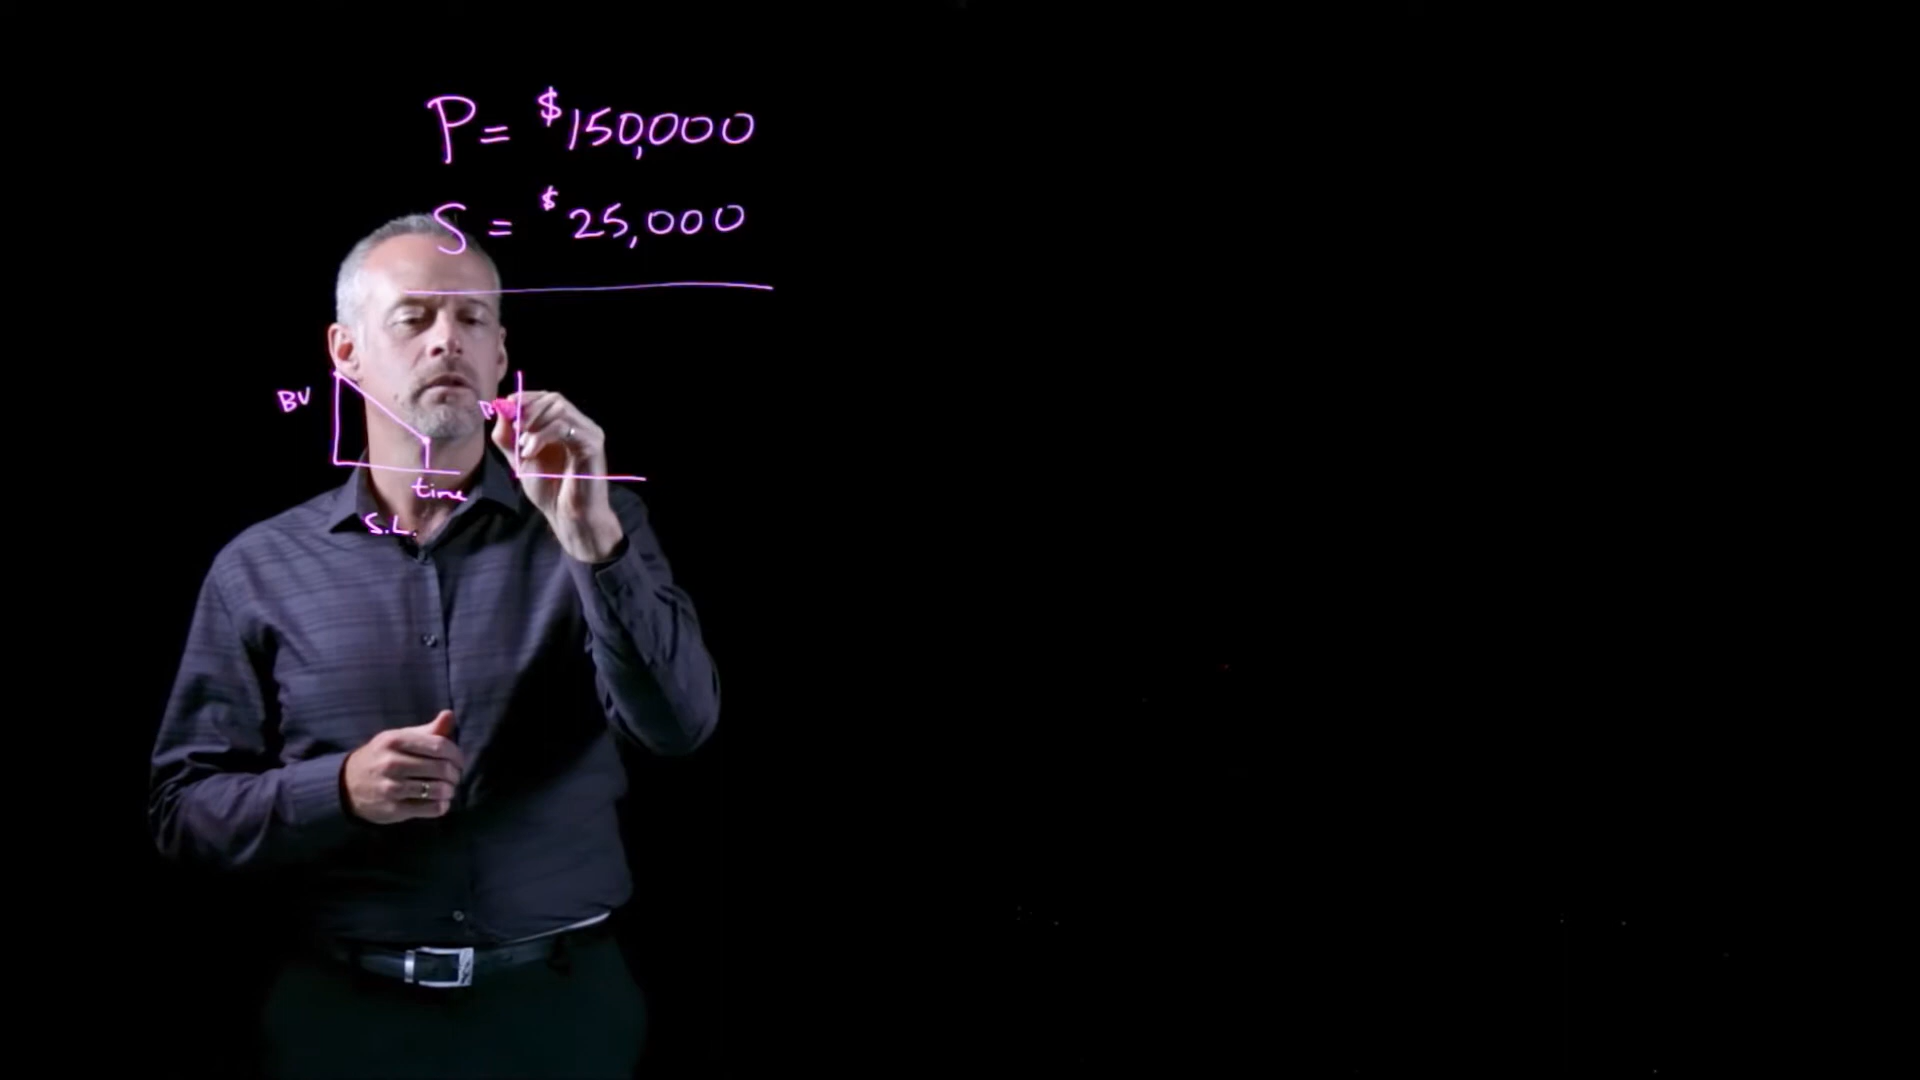 P = $150,000
S = $25,000
BV
time
S.L.